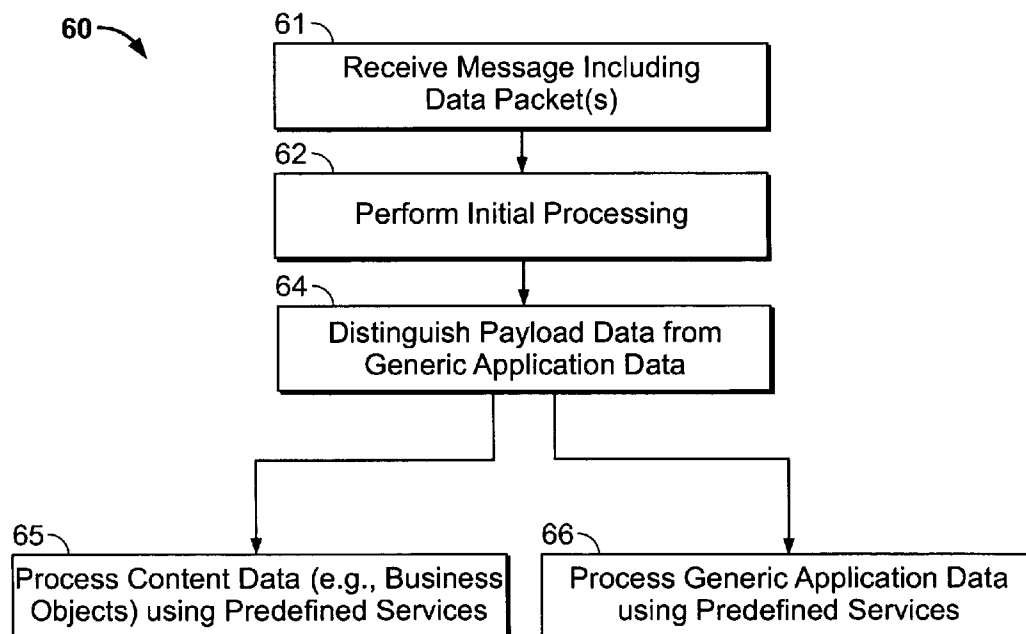 60
61
Receive Message Including
Data Packet(s)
62
Perform Initial Processing
64
Distinguish Payload Data from
Generic Application Data
65
Process Content Data (e.g., Business
Objects) using Predefined Services
66
Process Generic Application Data
using Predefined Services